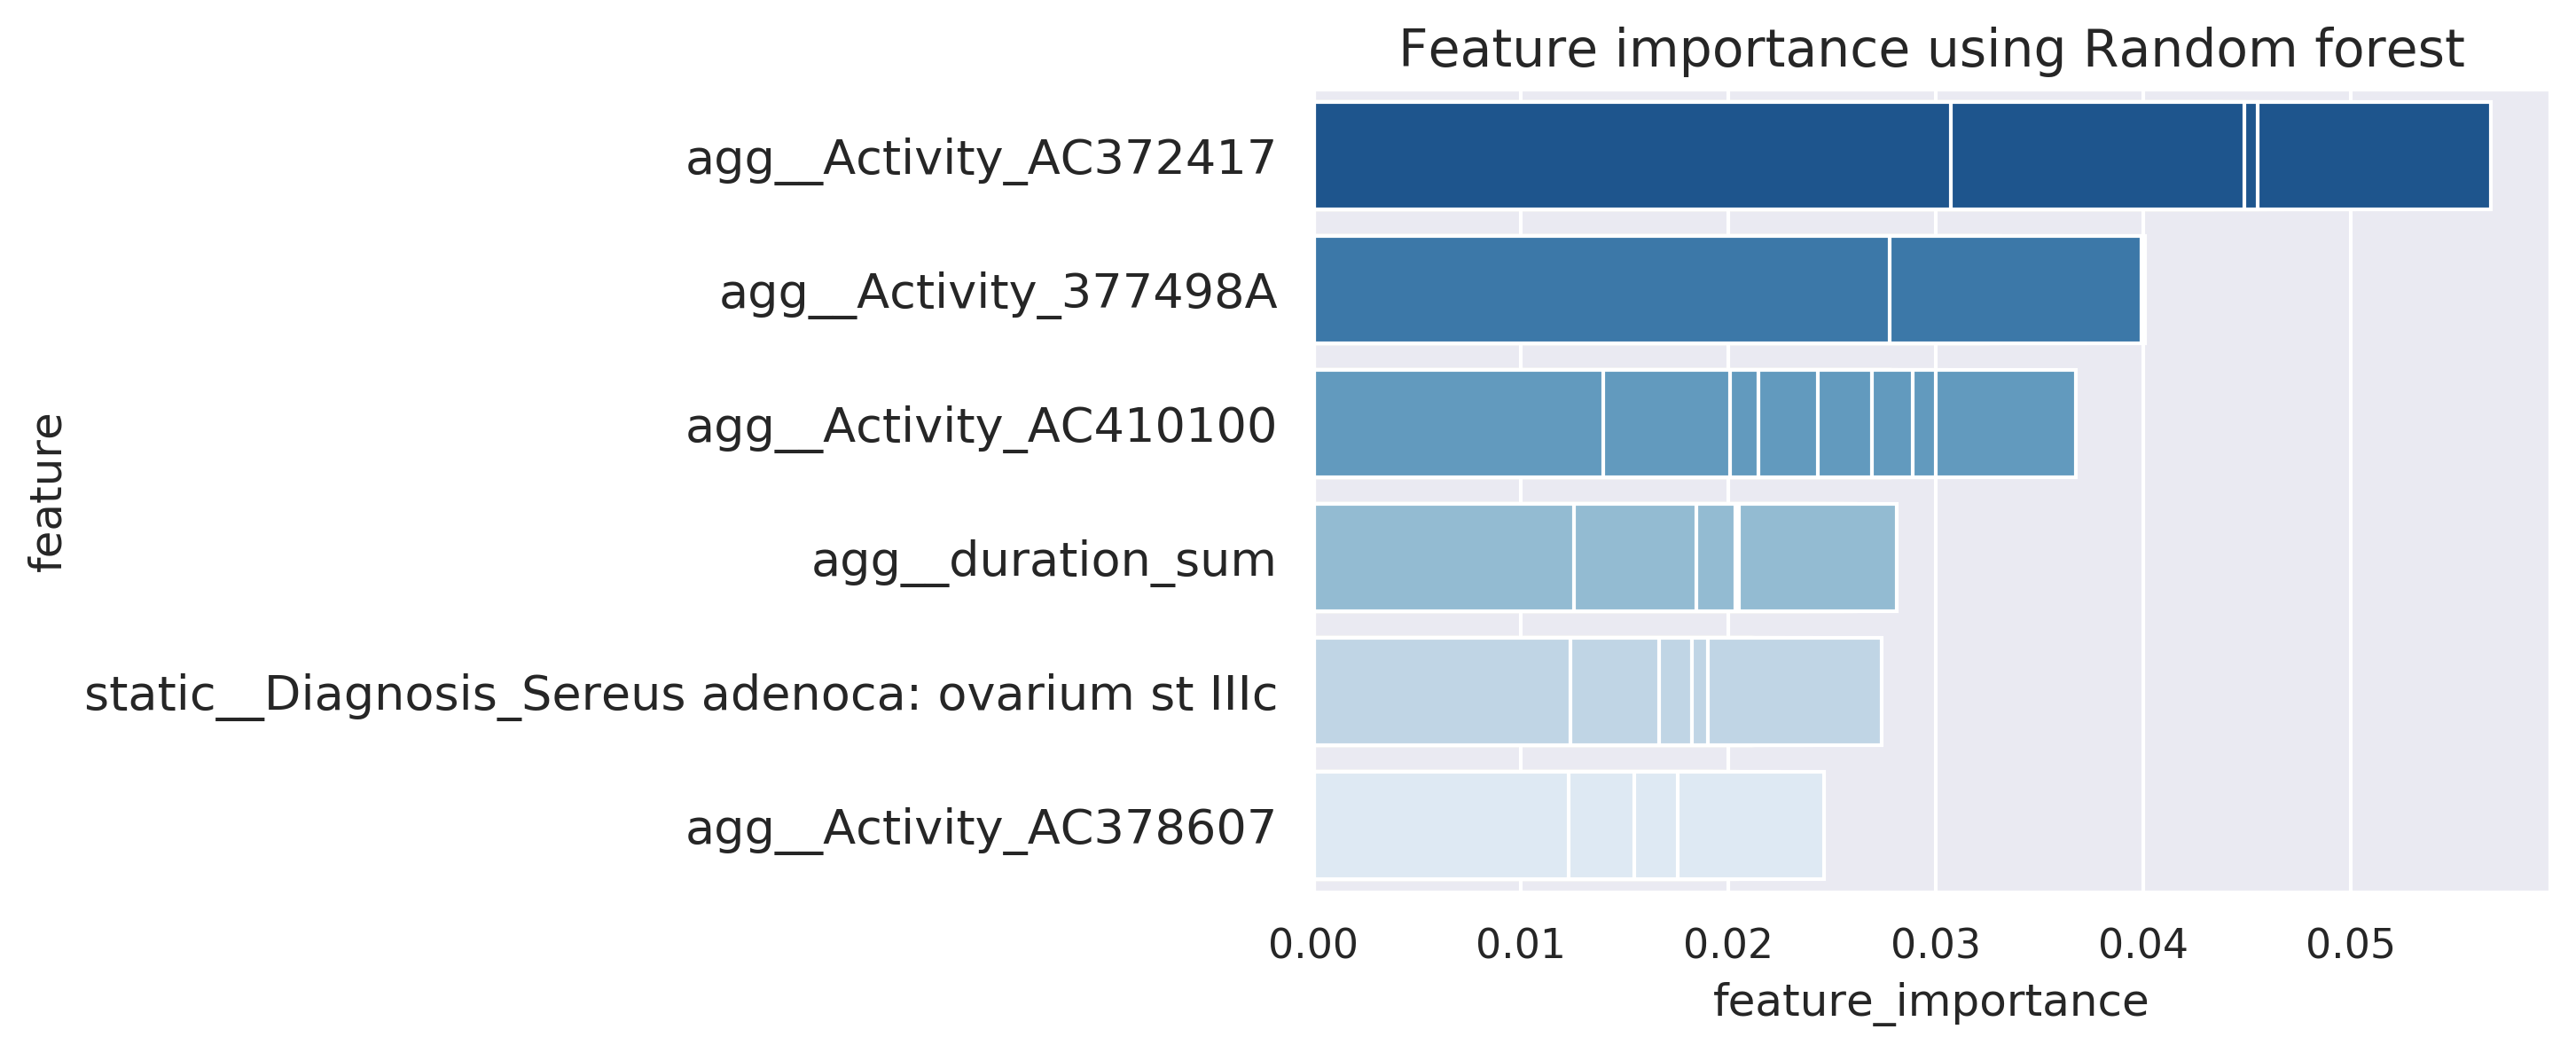 Feature importance using Random forest
feature
agg__Activity_AC372417
agg__Activity_377498A
agg__Activity_AC410100
agg__duration_sum
static__Diagnosis_Sereus adenoca: ovarium st IIIc
agg__Activity_AC378607
0.00 0.01 0.02 0.03 0.04 0.05
feature_importance